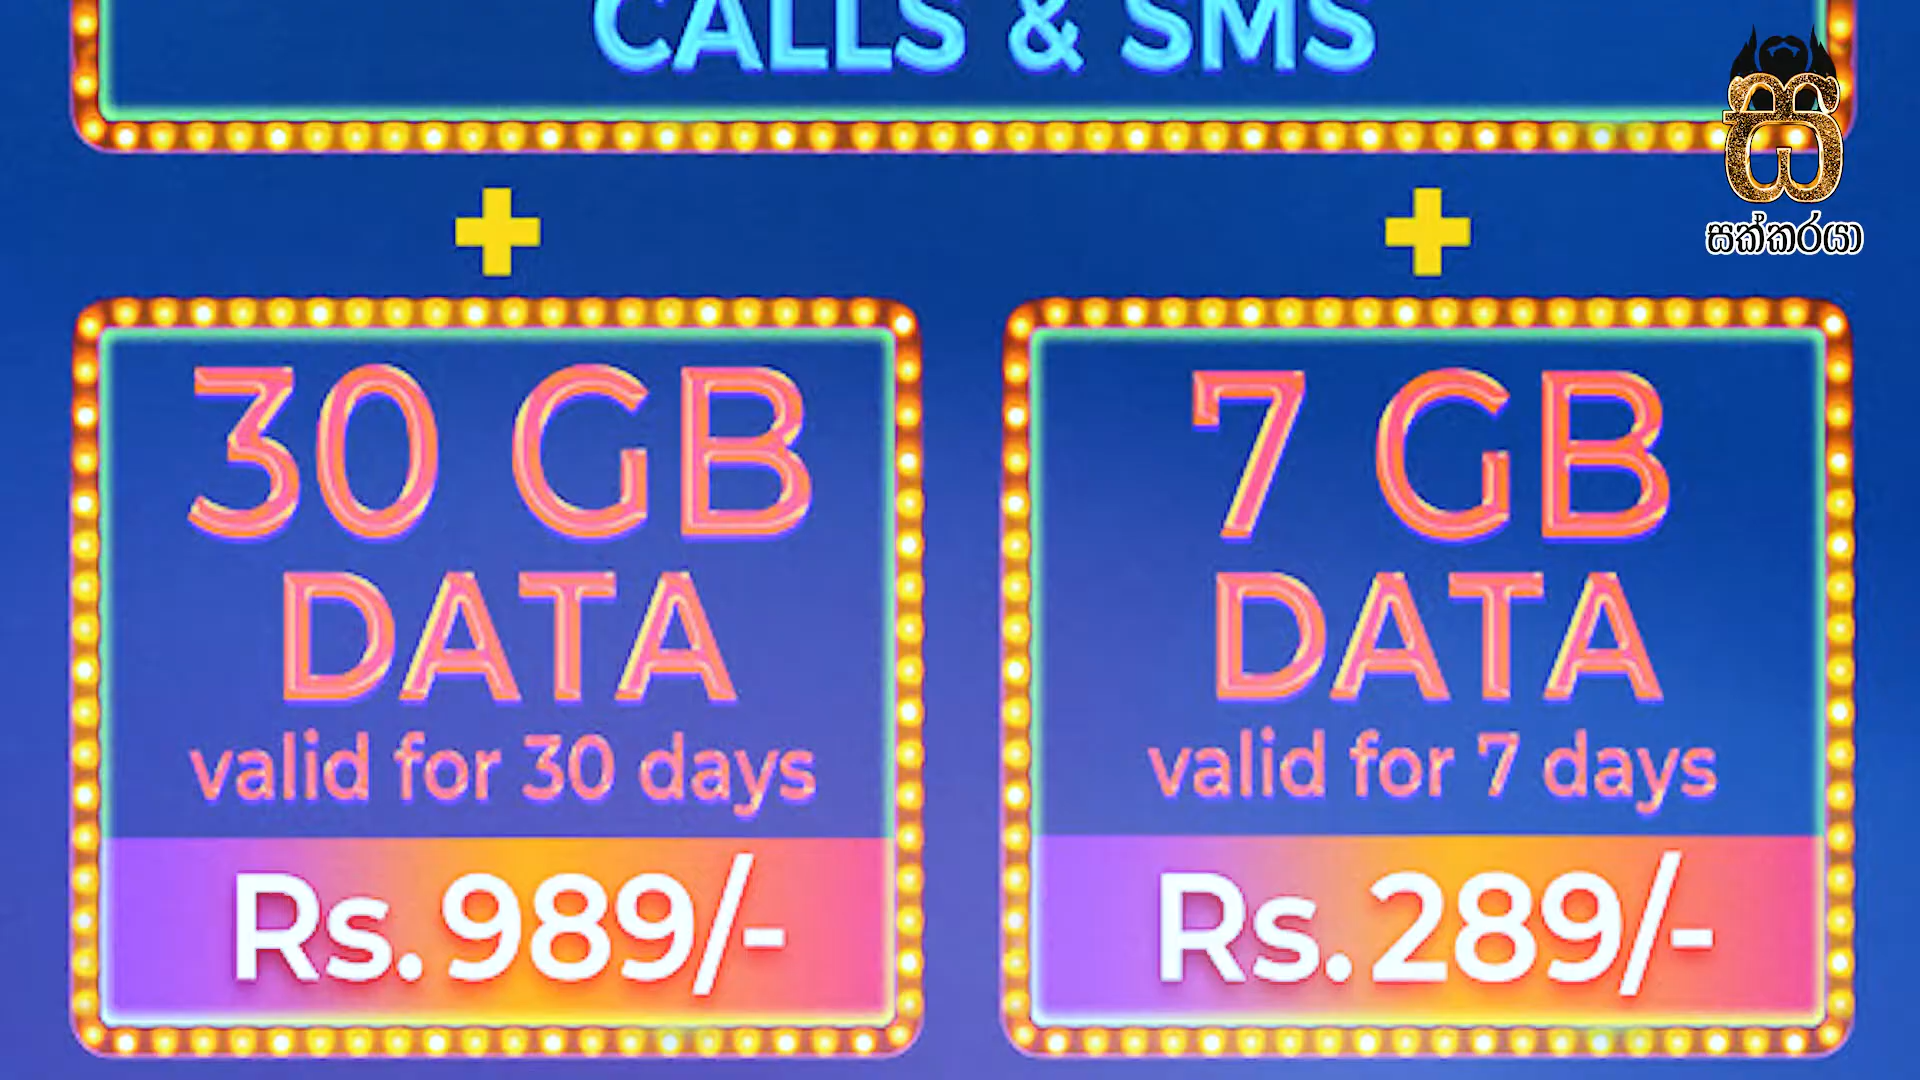 CALLS & SMS
සී
සක්කරයා
30 GB
DATA
valid for 30 days
Rs. 989/-
7 GB
DATA
valid for 7 days
Rs. 289/-